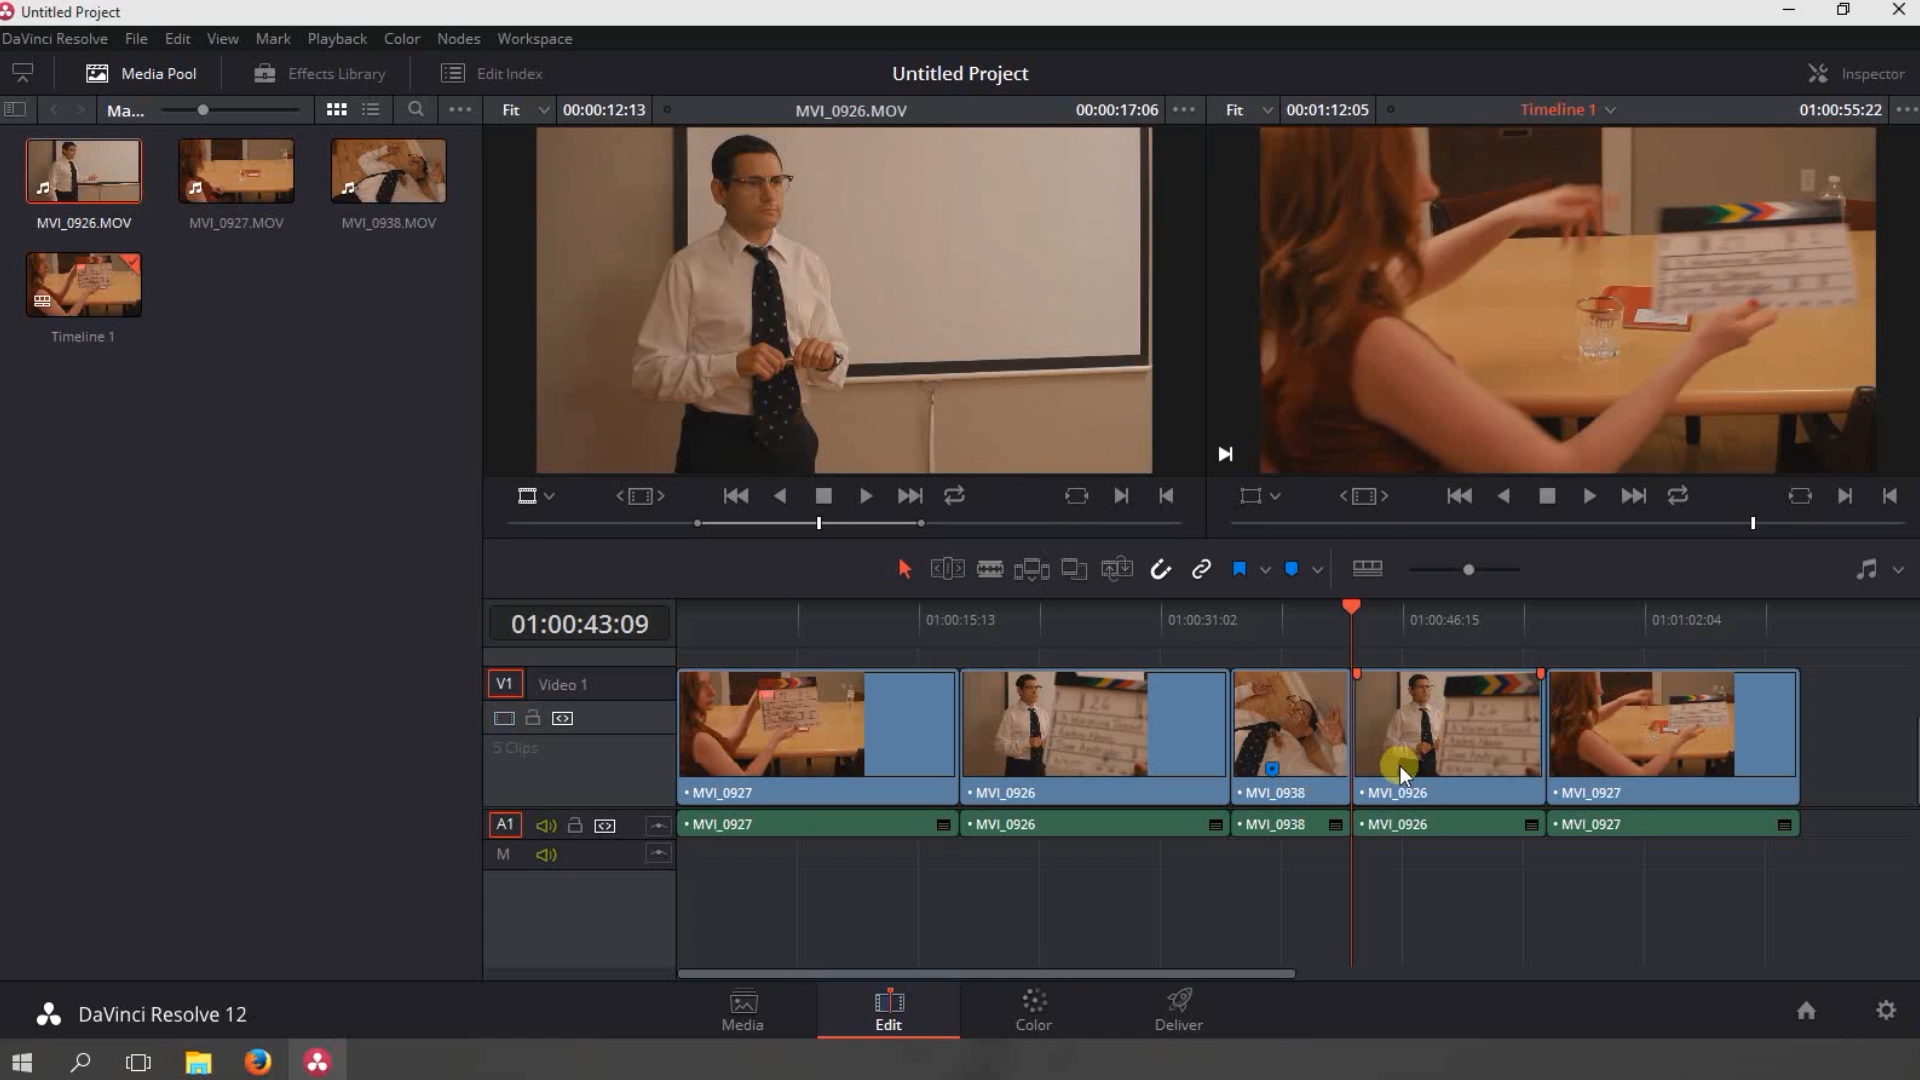 Untitled Project
DaVinci Resolve File Edit View Mark Playback Color Nodes Workspace
Media Pool Effects Library Edit Index Untitled Project Inspector
Ma... Fit 00:00:12:13 MVI_0926.MOV 00:00:17:06 Fit 00:01:12:05 Timeline 1 01:00:55:22
MVI_0926.MOV MVI_0927.MOV MVI_0938.MOV
Timeline 1
01:00:43:09 01:00:15:13 01:00:31:02 01:00:46:15 01:01:02:04
V1 Video 1
5 Clips
• MVI_0927 • MVI_0926 • MVI_0938 • MVI_0926 • MVI_0927
A1 • MVI_0927 • MVI_0926 • MVI_0938 • MVI_0926 • MVI_0927
M
DaVinci Resolve 12 Media Edit Color Deliver